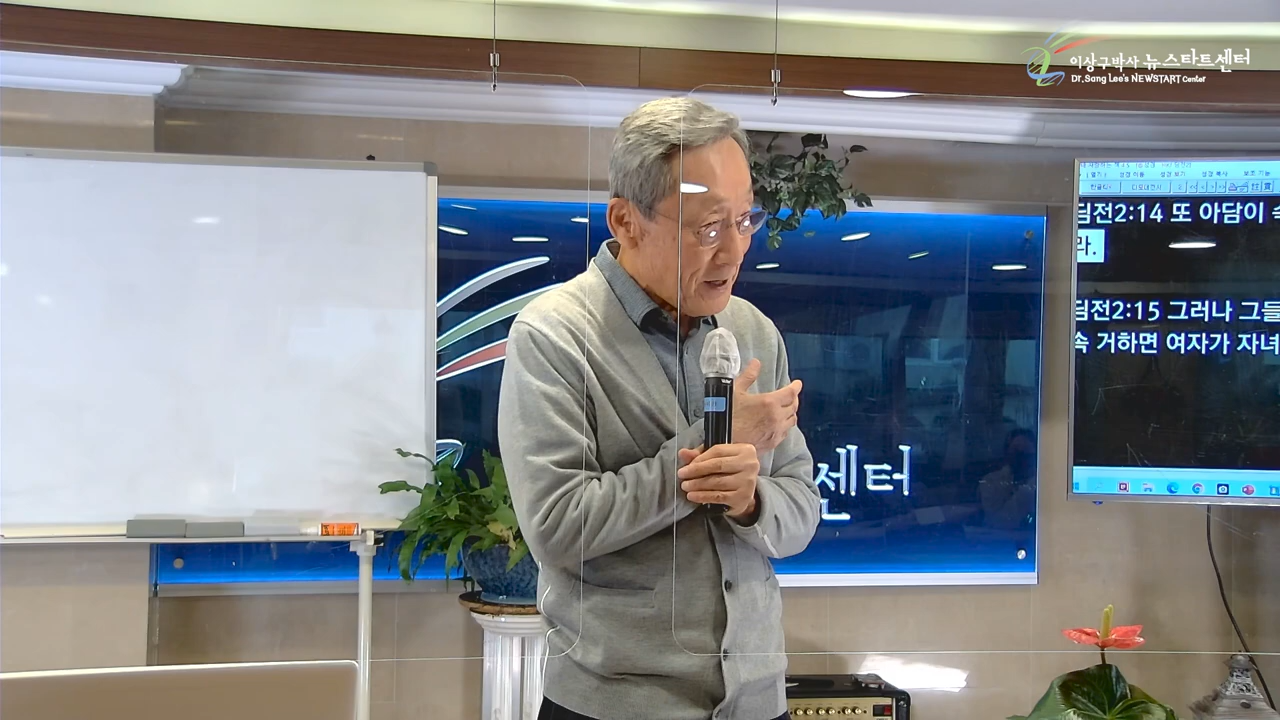 이상구박사 뉴스타트센터
Dr. Sang Lee's NEWSTART Center
딤전2:14 또 아담이
라.
딤전2:15 그러나 그들
속 거하면 여자가 자녀
센터